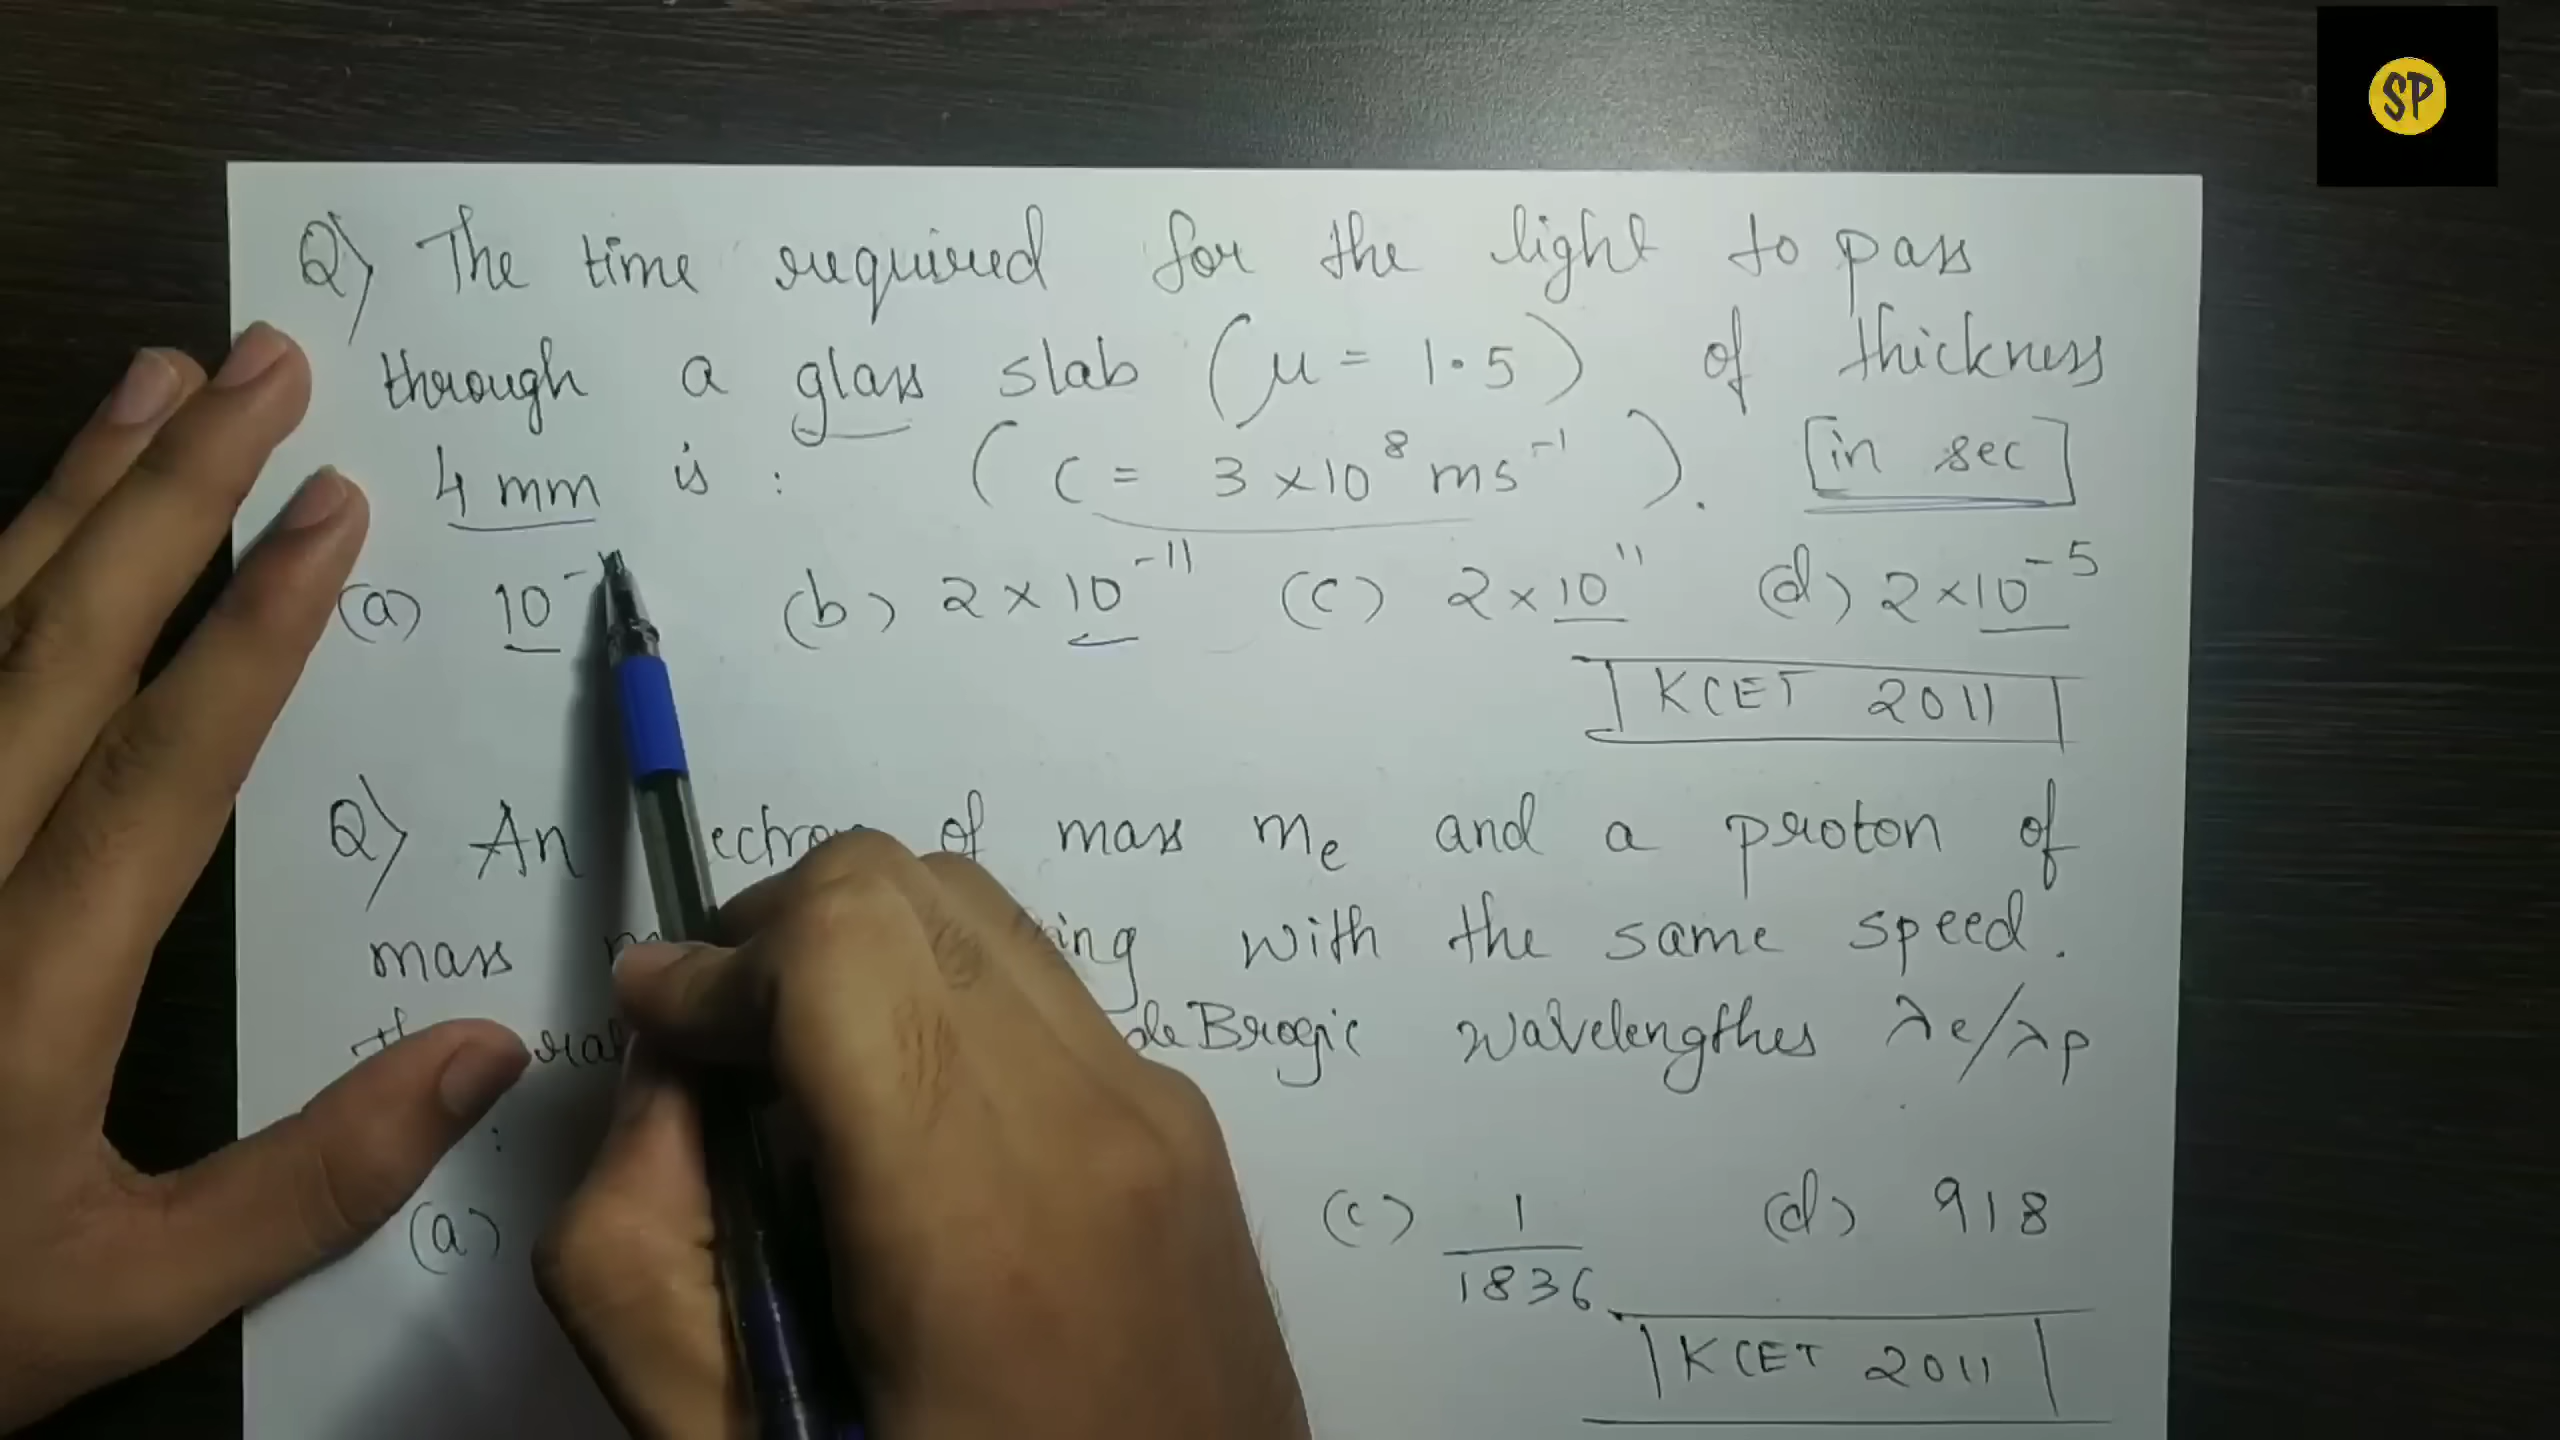 SP
Q) The time required for the light to pass
through a glass slab (μ = 1.5) of thickness
4 mm is : (c = 3 × 10⁸ ms⁻¹). [in sec]
(a) 10⁻ (b) 2 × 10⁻¹¹ (c) 2 × 10¹¹ (d) 2 × 10⁻⁵
KCET 2011
Q) An of mass mₑ and a proton of
mass with the same speed.
deBrogie wavelengthes λe/λp
:
(a) (c) 1/1836 (d) 918
KCET 2011